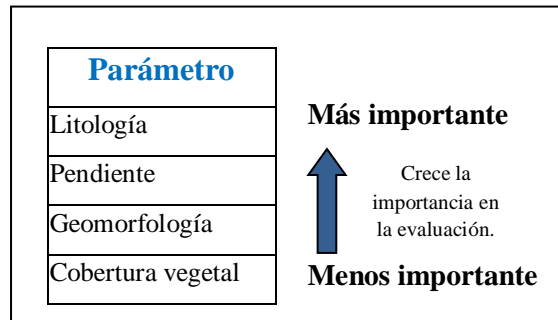 Parámetro
Litología
Pendiente
Geomorfología
Cobertura vegetal
Más importante
Crece la
importancia en
la evaluación.
Menos importante